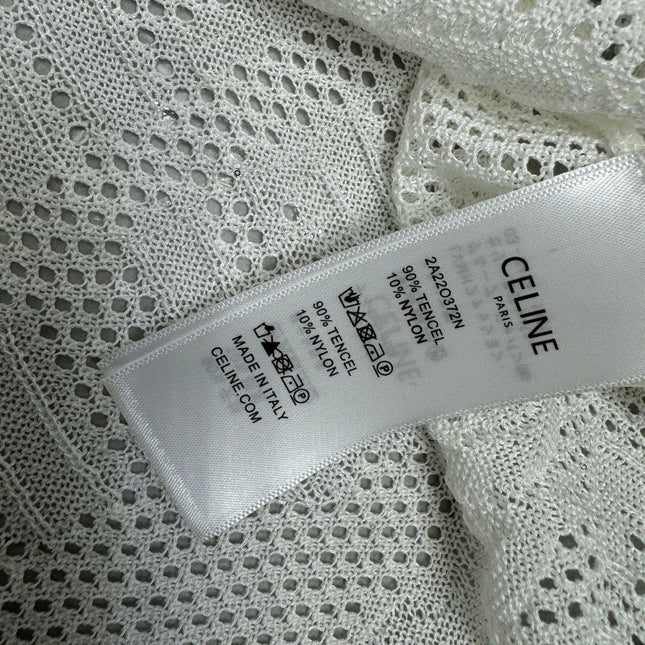 CELINE
PARIS
2A22O372N
90% TENCEL
10% NYLON
90% TENCEL
10% NYLON
MADE IN ITALY
CELINE.COM